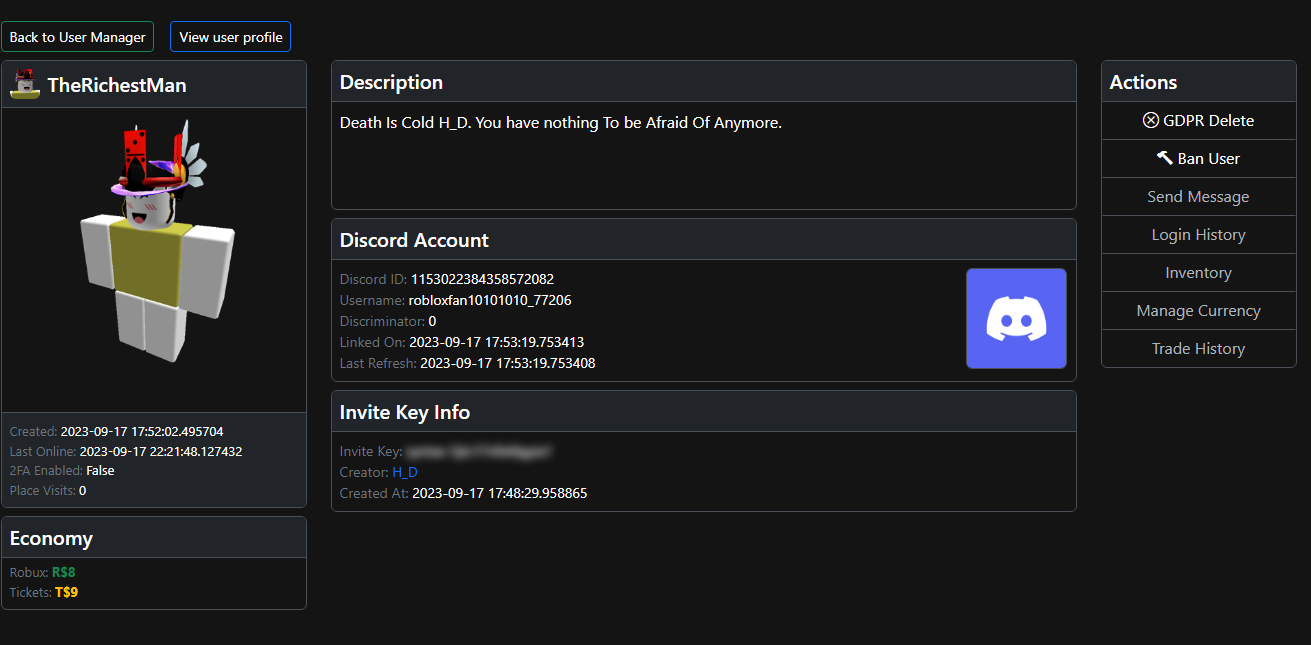 Back to User Manager
View user profile
TheRichestMan
Created: 2023-09-17 17:52:02.495704
Last Online: 2023-09-17 22:21:48.127432
2FA Enabled: False
Place Visits: 0
Economy
Robux: R$8
Tickets: T$9
Description
Death Is Cold H_D. You have nothing To be Afraid Of Anymore.
Discord Account
Discord ID: 1153022384358572082
Username: robloxfan10101010_77206
Discriminator: 0
Linked On: 2023-09-17 17:53:19.753413
Last Refresh: 2023-09-17 17:53:19.753408
Invite Key Info
Invite Key:
Creator: H_D
Created At: 2023-09-17 17:48:29.958865
Actions
GDPR Delete
Ban User
Send Message
Login History
Inventory
Manage Currency
Trade History